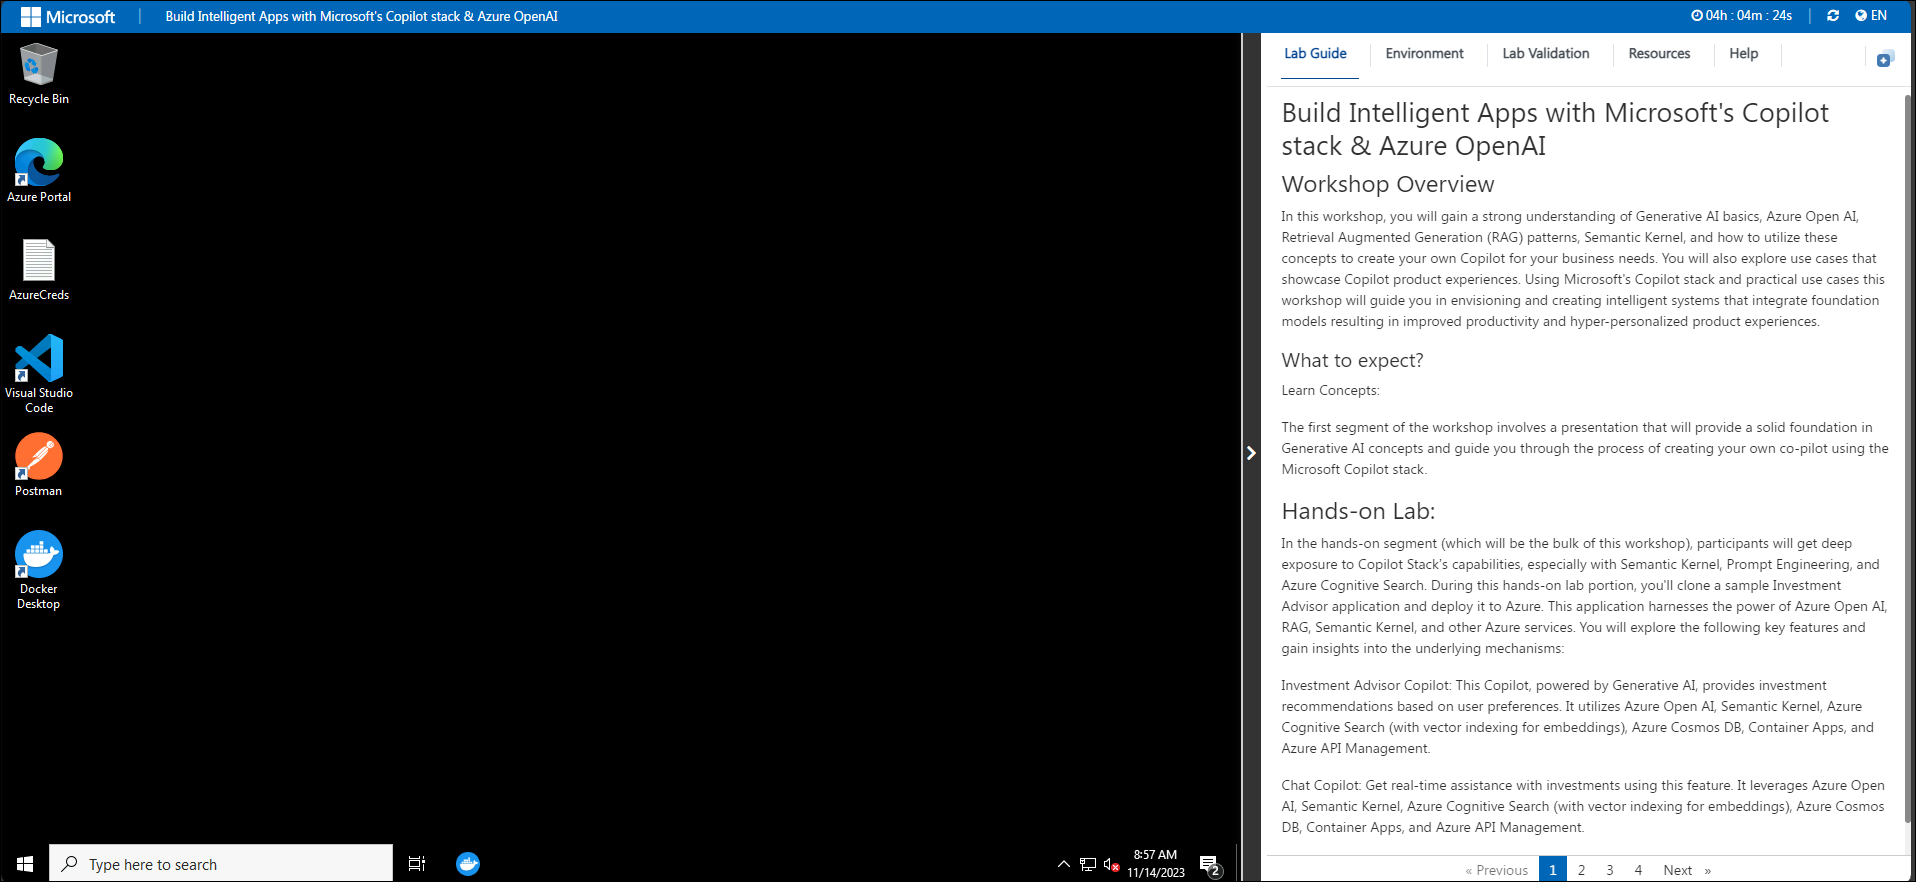 Microsoft
Build Intelligent Apps with Microsoft's Copilot stack & Azure OpenAI
04h : 04m : 24s
EN
Recycle Bin
Azure Portal
AzureCreds
Visual Studio
Code
Postman
Docker
Desktop
Type here to search
8:57 AM
11/14/2023
2
Lab Guide
Environment
Lab Validation
Resources
Help
Build Intelligent Apps with Microsoft's Copilot
stack & Azure OpenAI
Workshop Overview
In this workshop, you will gain a strong understanding of Generative AI basics, Azure Open AI,
Retrieval Augmented Generation (RAG) patterns, Semantic Kernel, and how to utilize these
concepts to create your own Copilot for your business needs. You will also explore use cases that
showcase Copilot product experiences. Using Microsoft's Copilot stack and practical use cases this
workshop will guide you in envisioning and creating intelligent systems that integrate foundation
models resulting in improved productivity and hyper-personalized product experiences.
What to expect?
Learn Concepts:
The first segment of the workshop involves a presentation that will provide a solid foundation in
Generative AI concepts and guide you through the process of creating your own co-pilot using the
Microsoft Copilot stack.
Hands-on Lab:
In the hands-on segment (which will be the bulk of this workshop), participants will get deep
exposure to Copilot Stack's capabilities, especially with Semantic Kernel, Prompt Engineering, and
Azure Cognitive Search. During this hands-on lab portion, you'll clone a sample Investment
Advisor application and deploy it to Azure. This application harnesses the power of Azure Open AI,
RAG, Semantic Kernel, and other Azure services. You will explore the following key features and
gain insights into the underlying mechanisms:
Investment Advisor Copilot: This Copilot, powered by Generative AI, provides investment
recommendations based on user preferences. It utilizes Azure Open AI, Semantic Kernel, Azure
Cognitive Search (with vector indexing for embeddings), Azure Cosmos DB, Container Apps, and
Azure API Management.
Chat Copilot: Get real-time assistance with investments using this feature. It leverages Azure Open
AI, Semantic Kernel, Azure Cognitive Search (with vector indexing for embeddings), Azure Cosmos
DB, Container Apps, and Azure API Management.
« Previous 1 2 3 4 Next »